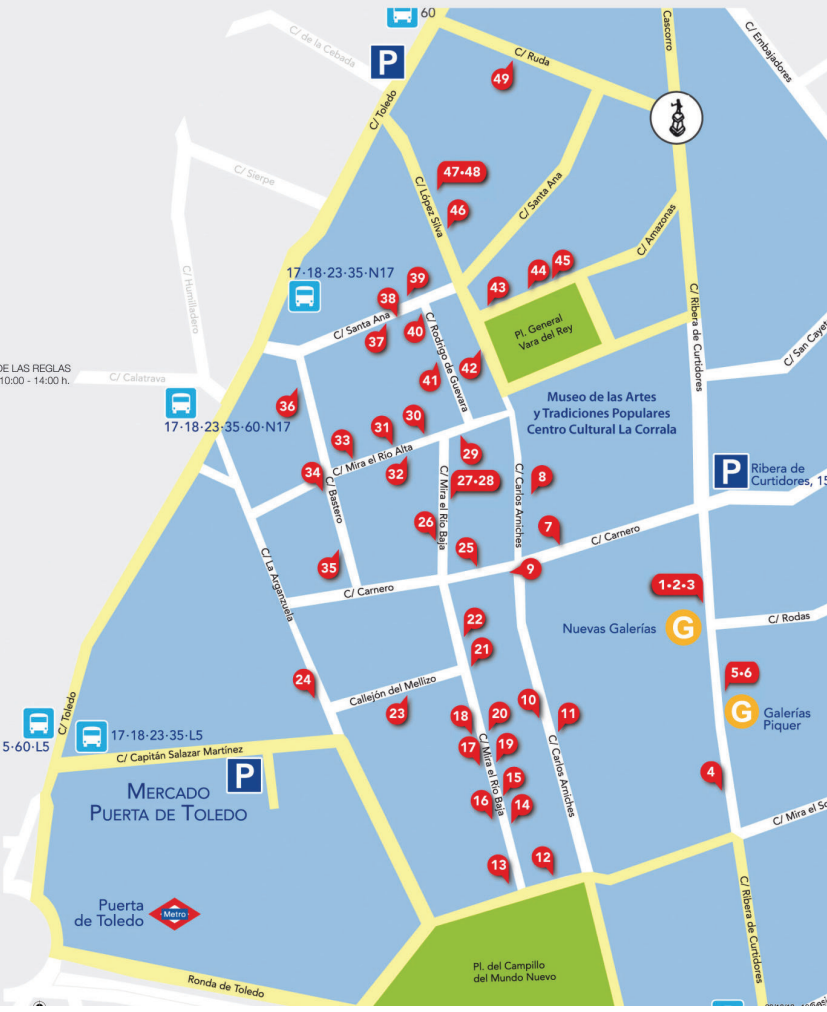 60
C/ de la Cebada
P
C/ Ruda
Cascorro
C/ Embajadores
49
C/ Toledo
C/ Sierpe
47•48
C/ López Silva
46
C/ Santa Ana
C/ Amazonas
C/ Humilladero
17·18·23·35·N17
39
38
43
44
45
C/ Santa Ana
37
40
C/ Rodrigo de Guevara
Pl. General
Vara del Rey
C/ Ribera de Curtidores
C/ San Cayet
DE LAS REGLAS
10:00 - 14:00 h.
C/ Calatrava
42
41
36
17·18·23·35·60·N17
Museo de las Artes
y Tradiciones Populares
Centro Cultural La Corrala
30
31
33
C/ Mira el Río Alta
29
32
34
27•28
C/ Mira el Río Baja
C/ Carlos Arniches
8
P
Ribera de
Curtidores, 15
C/ Bastero
26
7
C/ Carnero
25
35
9
C/ La Arganzuela
C/ Carnero
1•2•3
Nuevas Galerías
G
C/ Rodas
22
21
24
Callejón del Mellizo
23
5•6
G
Galerías
Piquer
10
11
18
20
C/ Toledo
5·60·L5
17·18·23·35·L5
C/ Capitán Salazar Martínez
P
17
19
C/ Mira el Río Baja
C/ Carlos Arniches
4
15
16
14
MERCADO
PUERTA DE TOLEDO
C/ Mira el So
13
12
Puerta
de Toledo
Metro
C/ Ribera de Curtidores
Pl. del Campillo
del Mundo Nuevo
Ronda de Toledo